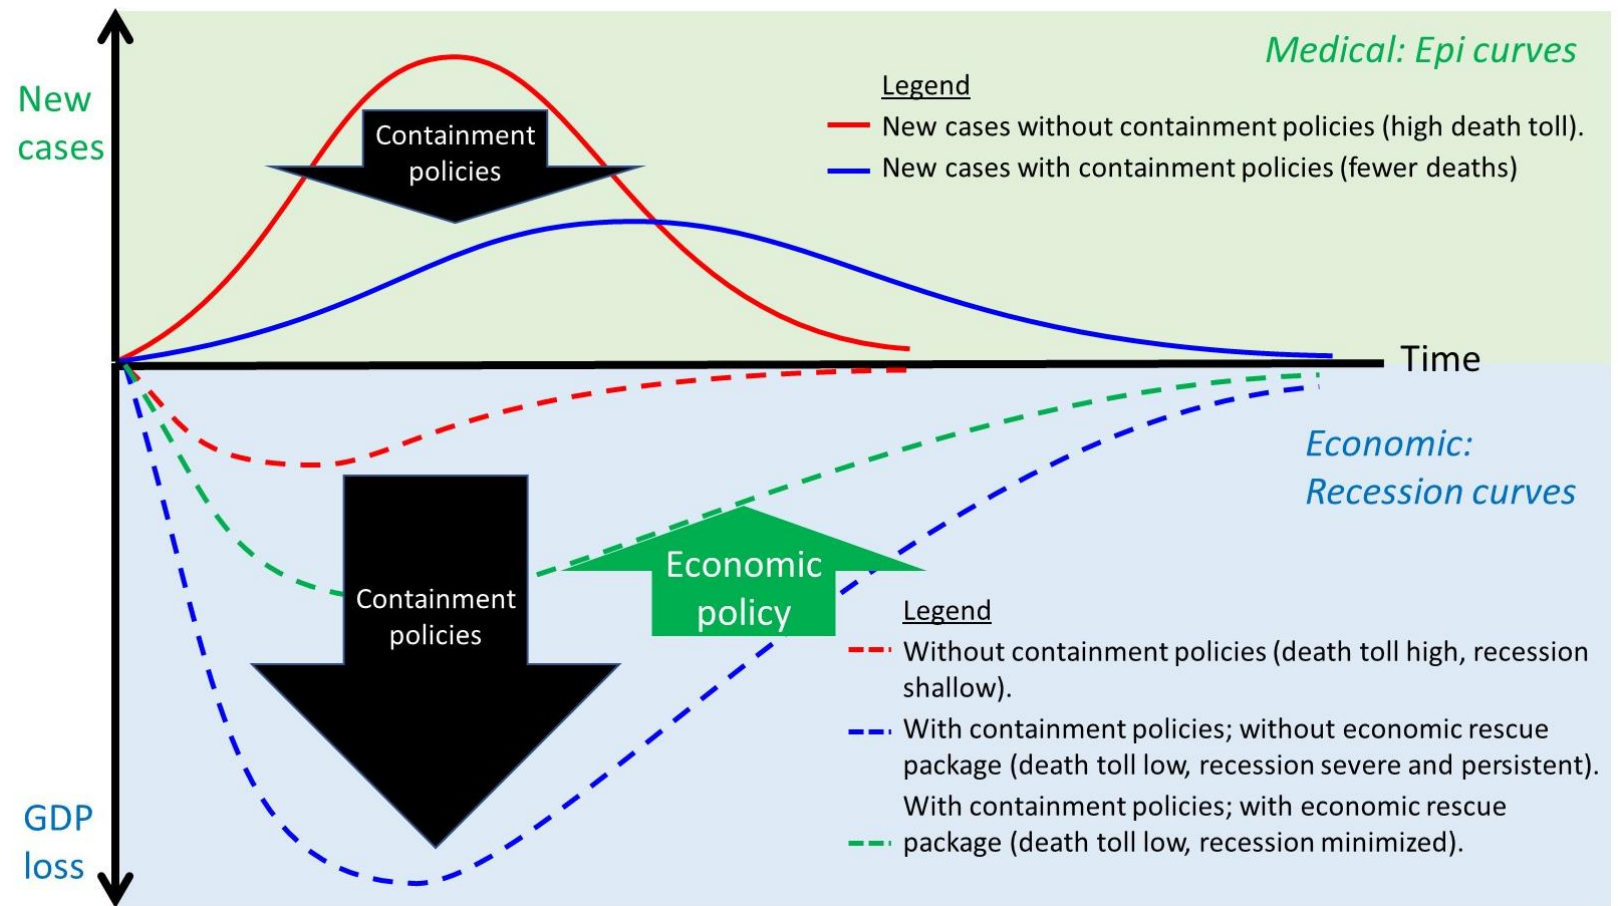 Medical: Epi curves
New
cases
Legend
New cases without containment policies (high death toll).
New cases with containment policies (fewer deaths)
Containment
policies
Time
Economic:
Recession curves
Containment
policies
Economic
policy
Legend
Without containment policies (death toll high, recession
shallow).
With containment policies; without economic rescue
package (death toll low, recession severe and persistent).
With containment policies; with economic rescue
package (death toll low, recession minimized).
GDP
loss